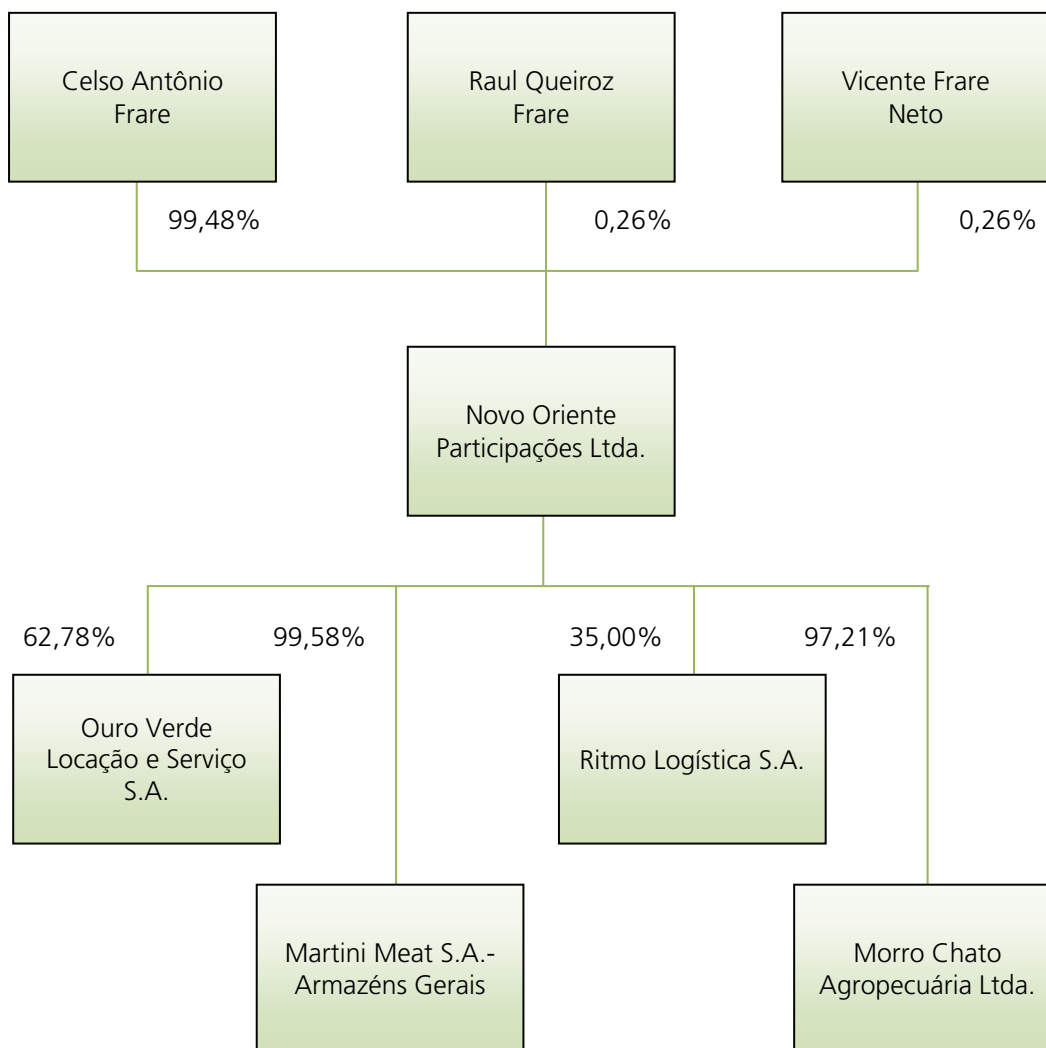 Celso Antônio
Frare
Raul Queiroz
Frare
Vicente Frare
Neto
99,48%
0,26%
0,26%
Novo Oriente
Participações Ltda.
62,78%
99,58%
35,00%
97,21%
Ouro Verde
Locação e Serviço
S.A.
Ritmo Logística S.A.
Martini Meat S.A.-
Armazéns Gerais
Morro Chato
Agropecuária Ltda.